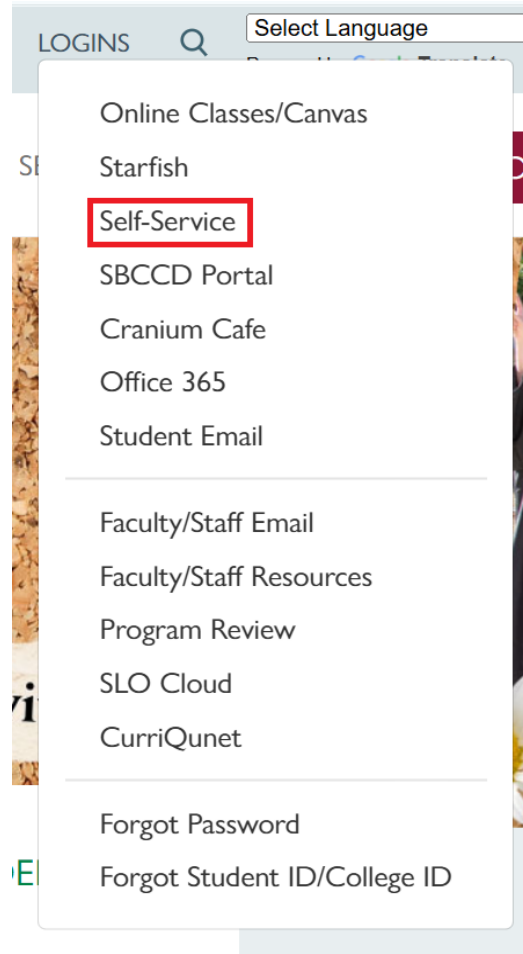 LOGINS
Select Language
Online Classes/Canvas
Starfish
Self-Service
SBCCD Portal
Cranium Cafe
Office 365
Student Email
Faculty/Staff Email
Faculty/Staff Resources
Program Review
SLO Cloud
CurriQunet
Forgot Password
Forgot Student ID/College ID